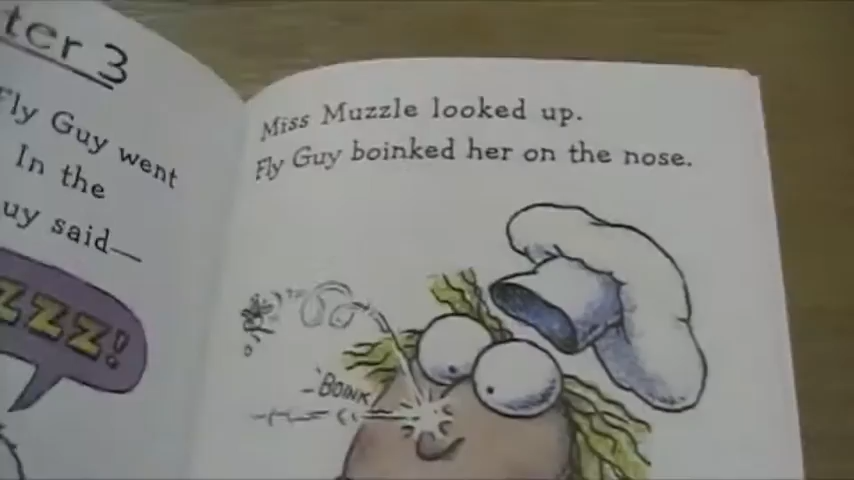 ter 3
Fly Guy went
In the
uy said—
ZZZ!
Miss Muzzle looked up.
Fly Guy boinked her on the nose.
BOINK